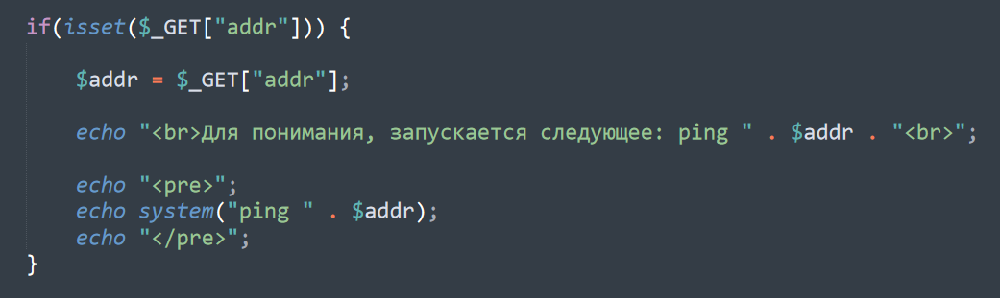 if(isset($_GET["addr"])) {
$addr = $_GET["addr"];
echo "<br>Для понимания, запускается следующее: ping " . $addr . "<br>";
echo "<pre>";
echo system("ping " . $addr);
echo "</pre>";
}